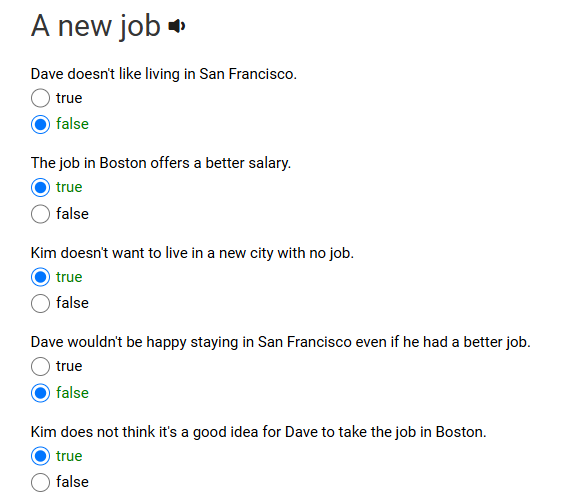 A new job
Dave doesn't like living in San Francisco.
true
false
The job in Boston offers a better salary.
true
false
Kim doesn't want to live in a new city with no job.
true
false
Dave wouldn't be happy staying in San Francisco even if he had a better job.
true
false
Kim does not think it's a good idea for Dave to take the job in Boston.
true
false